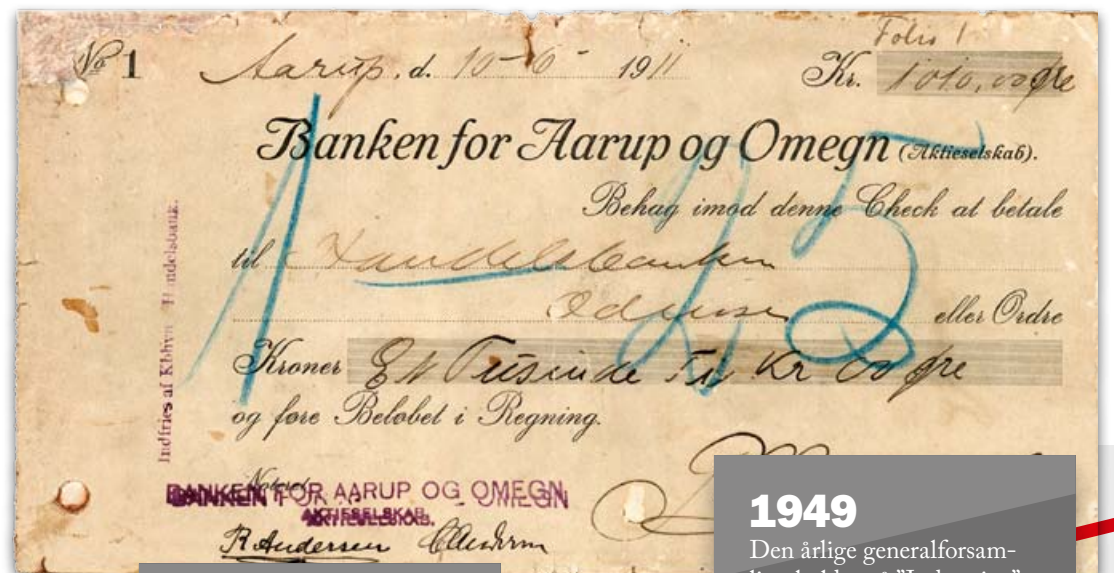 Folio 1
No 1 Aarup, d. 10-6- 1911 Kr. 1010,00 øre
Banken for Aarup og Omegn (Aktieselskab).
Behag imod denne Check at betale
til Handelsbanken
Odense eller Ordre
Kroner Et Tusinde Ti Kr 00 øre
og føre Beløbet i Regning.
Indfries af Kbhvn Handelsbank.
Noteret
BANKEN FOR AARUP OG OMEGN
AKTIESELSKAB.
R Andersen
1949
Den årlige generalforsam-